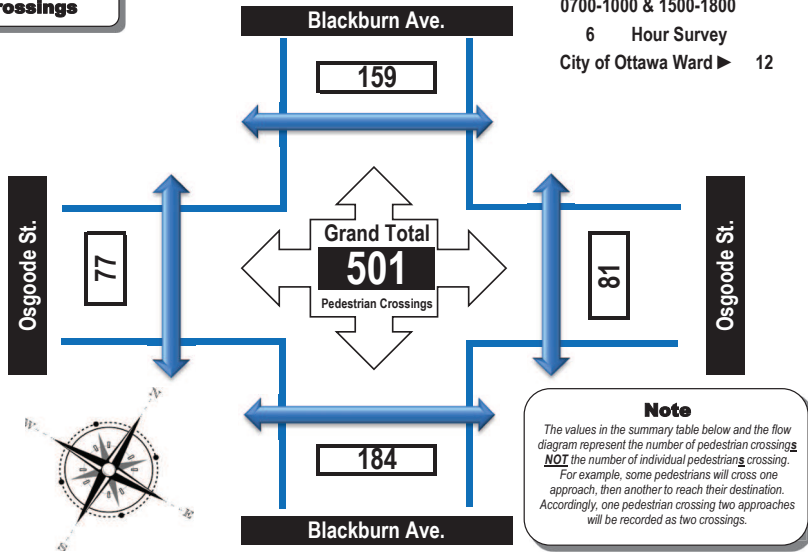 rossings
Blackburn Ave.
0700-1000 & 1500-1800
6 Hour Survey
City of Ottawa Ward ► 12
159
Osgoode St.
77
Grand Total
501
Pedestrian Crossings
81
Osgoode St.
N
W
E
S
184
Blackburn Ave.
Note
The values in the summary table below and the flow
diagram represent the number of pedestrian crossings
NOT the number of individual pedestrians crossing.
For example, some pedestrians will cross one
approach, then another to reach their destination.
Accordingly, one pedestrian crossing two approaches
will be recorded as two crossings.